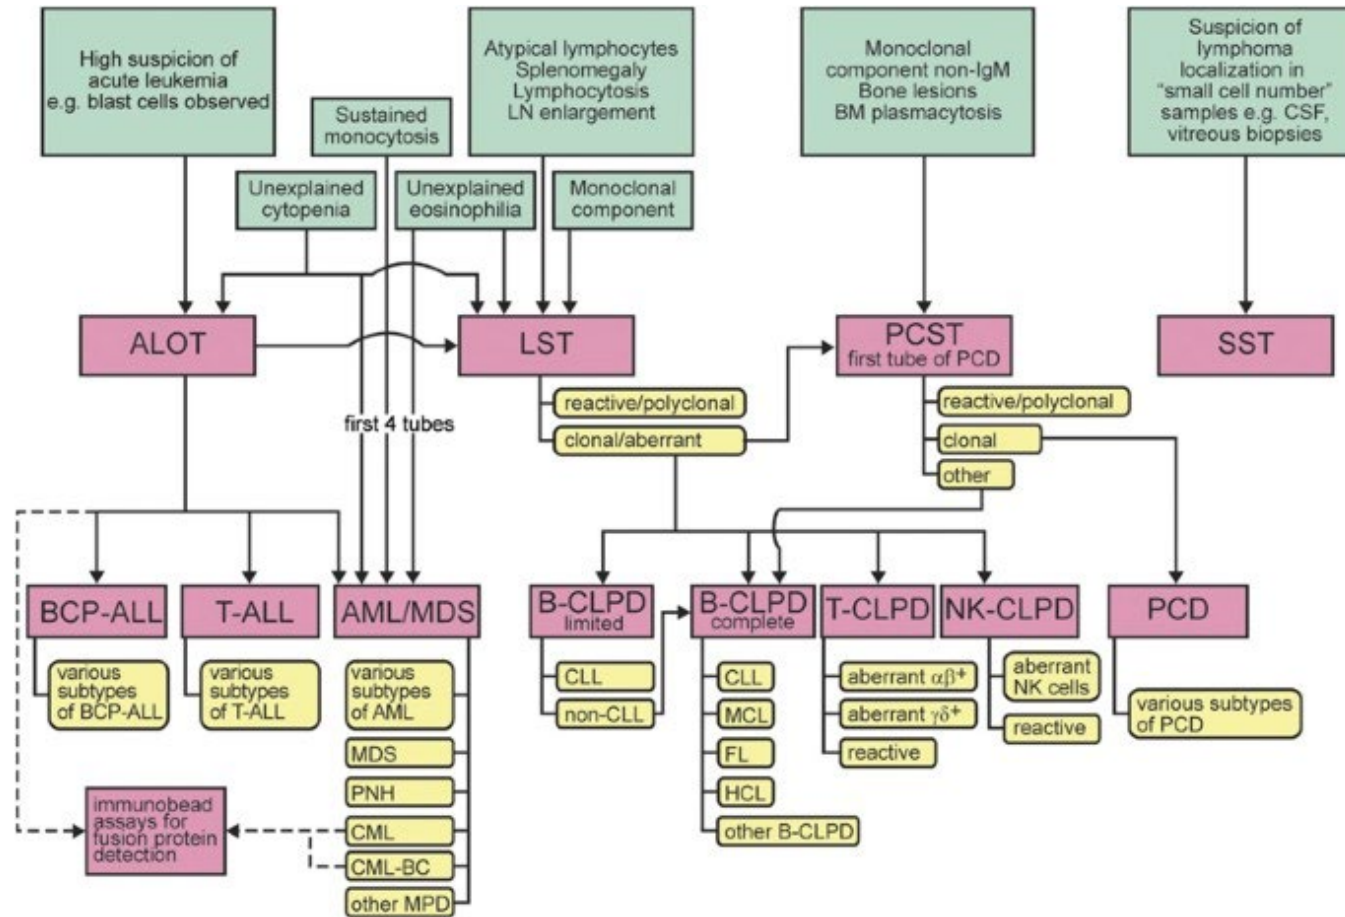 High suspicion of
acute leukemia
e.g. blast cells observed
Sustained
monocytosis
Atypical lymphocytes
Splenomegaly
Lymphocytosis
LN enlargement
Monoclonal
component non-IgM
Bone lesions
BM plasmacytosis
Suspicion of
lymphoma
localization in
“small cell number”
samples e.g. CSF,
vitreous biopsies
Unexplained
cytopenia
Unexplained
eosinophilia
Monoclonal
component
ALOT
LST
PCST
first tube of PCD
SST
first 4 tubes
reactive/polyclonal
clonal/aberrant
reactive/polyclonal
clonal
other
BCP-ALL
T-ALL
AML/MDS
B-CLPD
limited
B-CLPD
complete
T-CLPD
NK-CLPD
PCD
various
subtypes
of BCP-ALL
various
subtypes
of T-ALL
various
subtypes
of AML
MDS
PNH
CML
CML-BC
other MPD
immunobead
assays for
fusion protein
detection
CLL
non-CLL
CLL
MCL
FL
HCL
other B-CLPD
aberrant αβ+
aberrant γδ+
reactive
aberrant
NK cells
reactive
various subtypes
of PCD